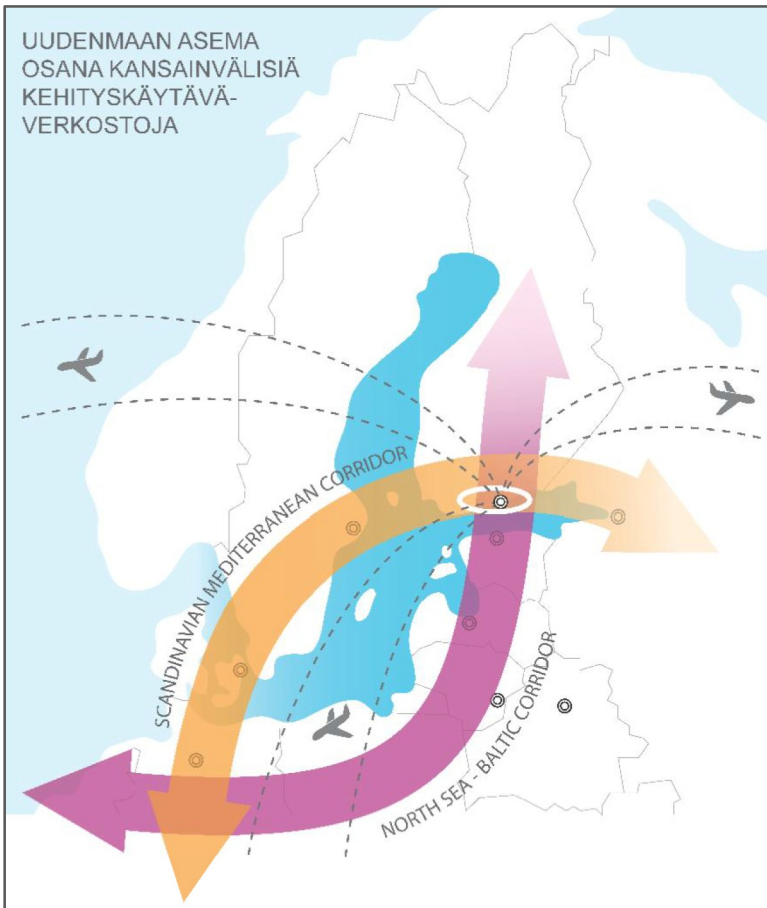 UUDENMAAN ASEMA
OSANA KANSAINVÄLISIÄ
KEHITYSKÄYTÄVÄ-
VERKOSTOJA
SCANDINAVIAN MEDITERRANEAN CORRIDOR
NORTH SEA - BALTIC CORRIDOR